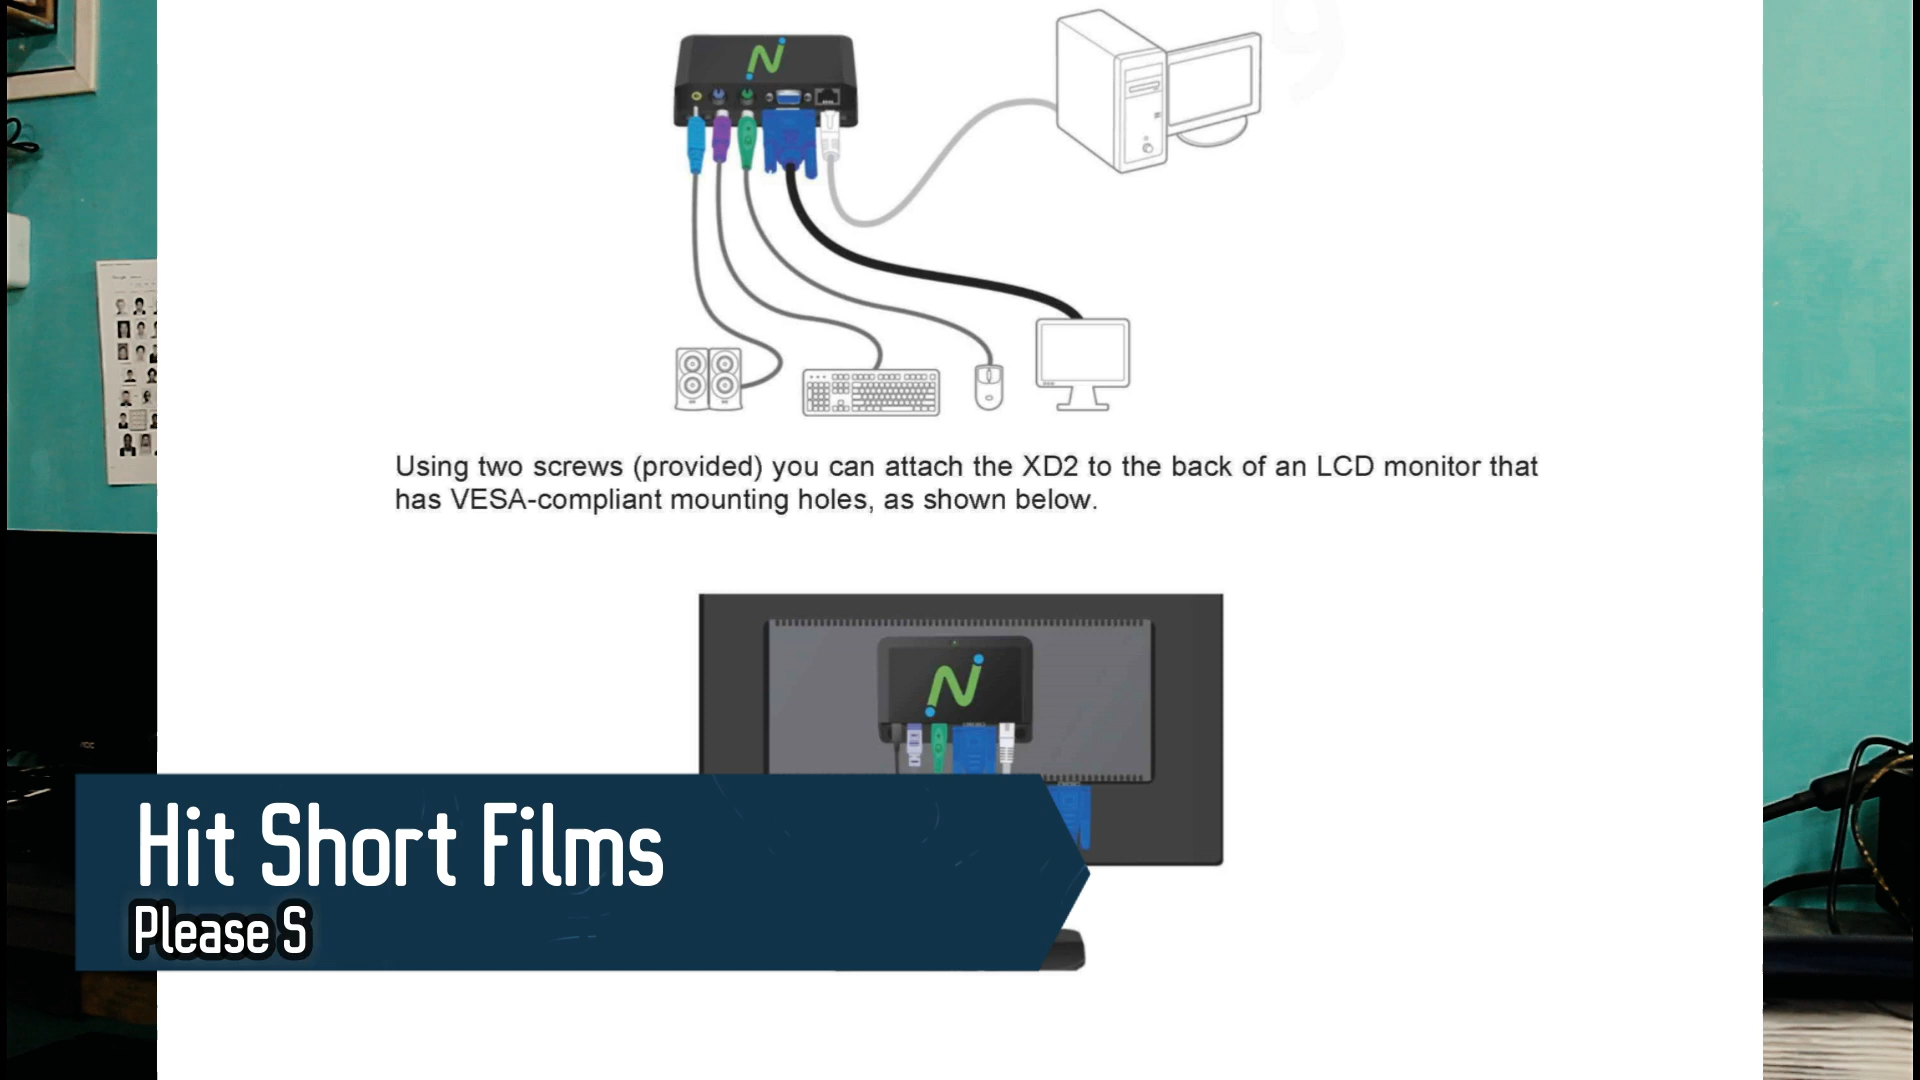 Using two screws (provided) you can attach the XD2 to the back of an LCD monitor that
has VESA-compliant mounting holes, as shown below.
AOC
Hit Short Films
Please S